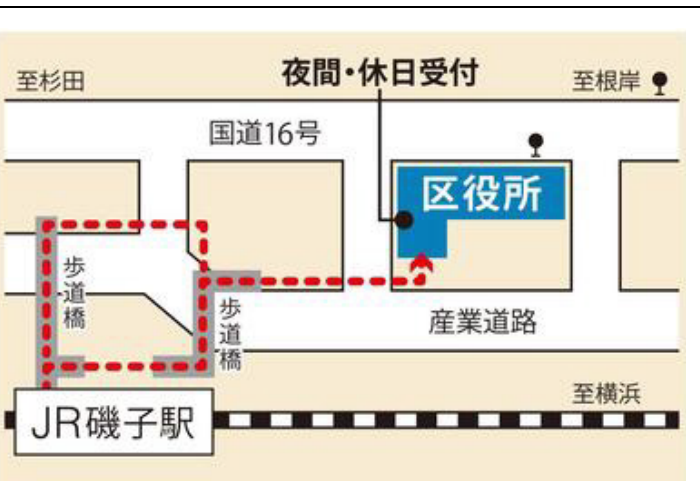 至杉田
夜間・休日受付
至根岸
国道16号
区役所
歩道橋
歩道橋
産業道路
至横浜
JR磯子駅